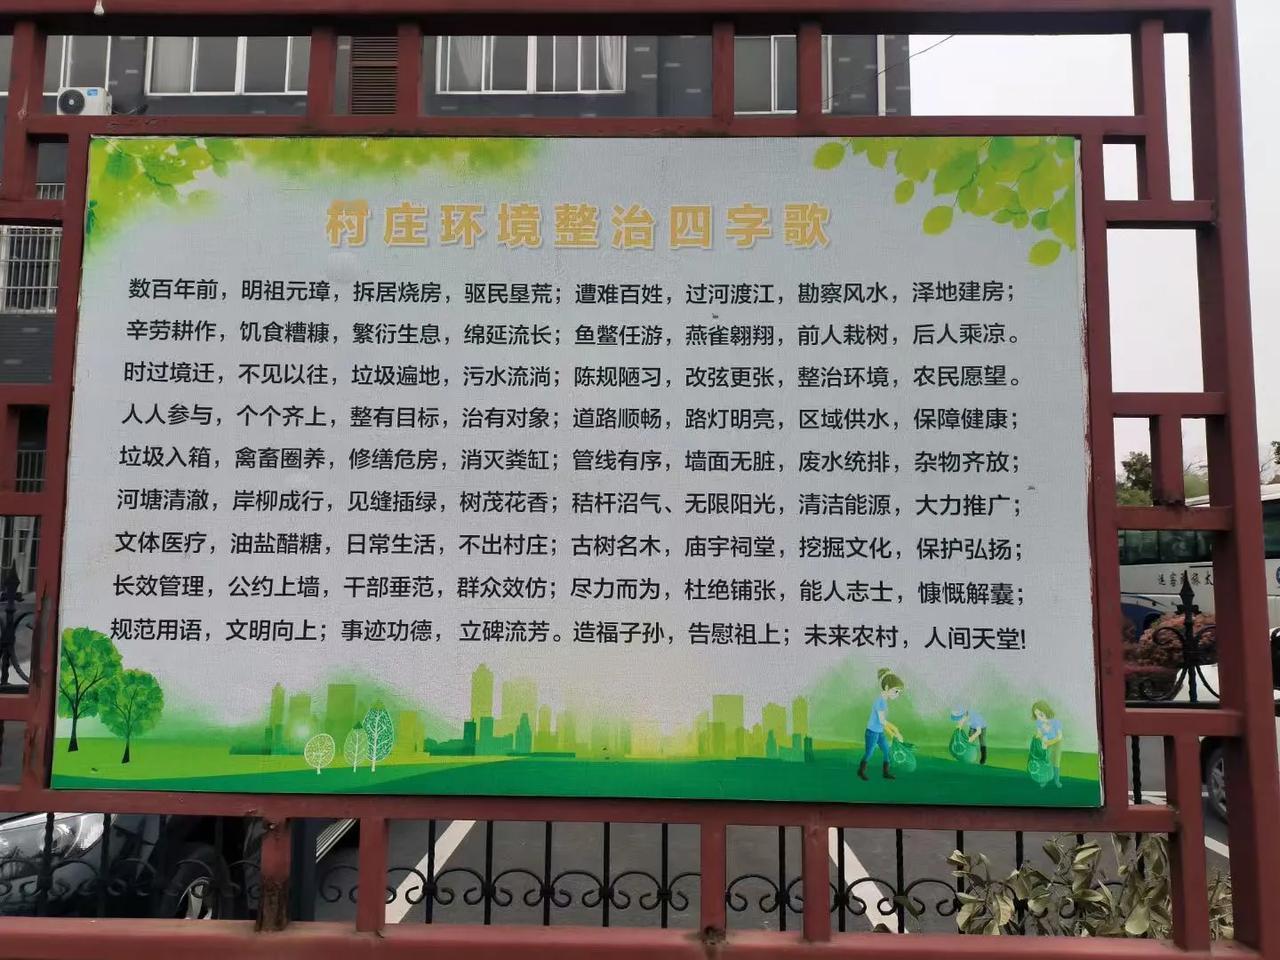 村庄环境整治四字歌
数百年前，明祖元璋，拆居烧房，驱民垦荒；遭难百姓，过河渡江，勘察风水，泽地建房；
辛劳耕作，饥食糟糠，繁衍生息，绵延流长；鱼鳖任游，燕雀翱翔，前人栽树，后人乘凉。
时过境迁，不见以往，垃圾遍地，污水流淌；陈规陋习，改弦更张，整治环境，农民愿望。
人人参与，个个齐上，整有目标，治有对象；道路顺畅，路灯明亮，区域供水，保障健康；
垃圾入箱，禽畜圈养，修缮危房，消灭粪缸；管线有序，墙面无脏，废水统排，杂物齐放；
河塘清澈，岸柳成行，见缝插绿，树茂花香；秸杆沼气、无限阳光，清洁能源，大力推广；
文体医疗，油盐醋糖，日常生活，不出村庄；古树名木，庙宇祠堂，挖掘文化，保护弘扬；
长效管理，公约上墙，干部垂范，群众效仿；尽力而为，杜绝铺张，能人志士，慷慨解囊；
规范用语，文明向上；事迹功德，立碑流芳。造福子孙，告慰祖上；未来农村，人间天堂!